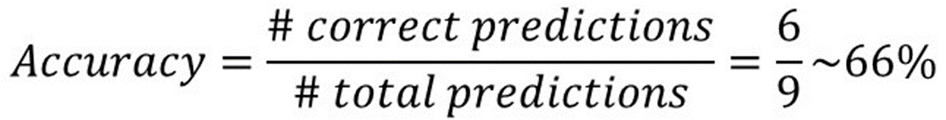 Accuracy = # correct predictions / # total predictions = 6/9 ~66%